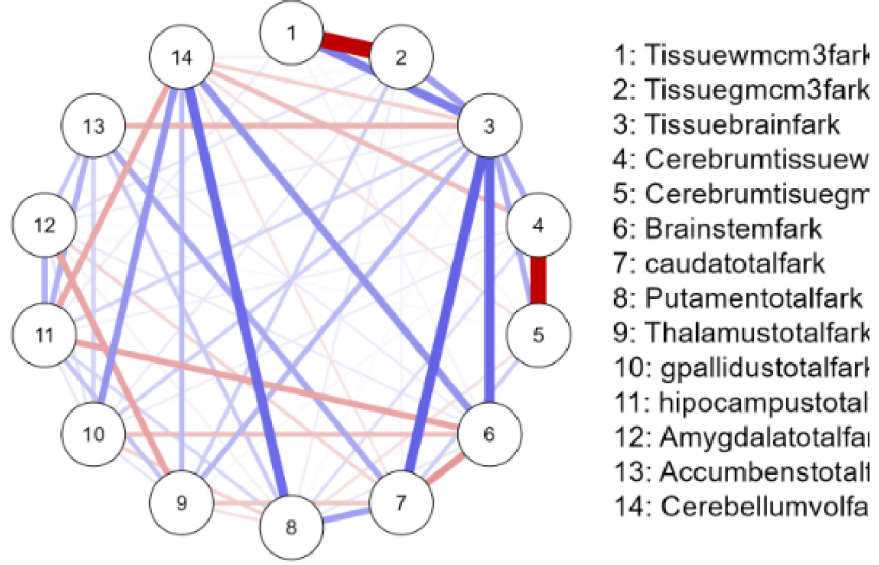 1
2
3
4
5
6
7
8
9
10
11
12
13
14
1: Tissuewmcm3fark
2: Tissuegmcm3fark
3: Tissuebrainfark
4: Cerebrumtissuew
5: Cerebrumtisuegm
6: Brainstemfark
7: caudatotalfark
8: Putamentotalfark
9: Thalamustotalfark
10: gpallidustotalfark
11: hipocampustotal
12: Amygdalatotalfar
13: Accumbenstotalf
14: Cerebellumvolfa